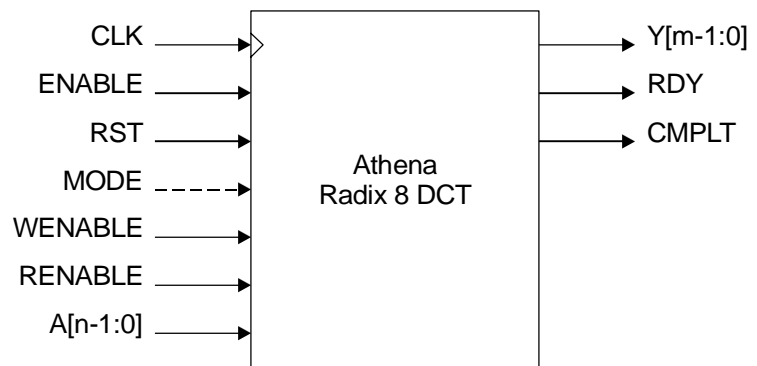 CLK
ENABLE
RST
MODE
WENABLE
RENABLE
A[n-1:0]
Athena
Radix 8 DCT
Y[m-1:0]
RDY
CMPLT